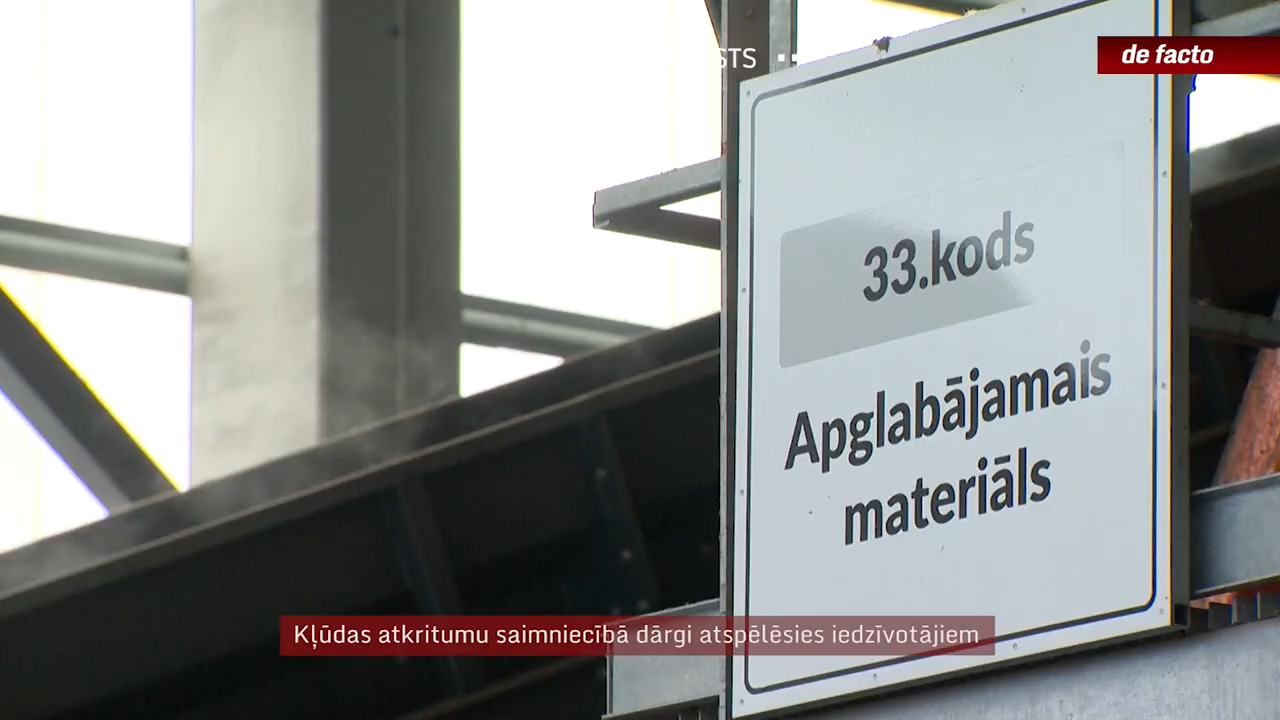 de facto
33.kods
Apglabājamais
materiāls
Kļūdas atkritumu saimniecībā dārgi atspēlēsies iedzīvotājiem